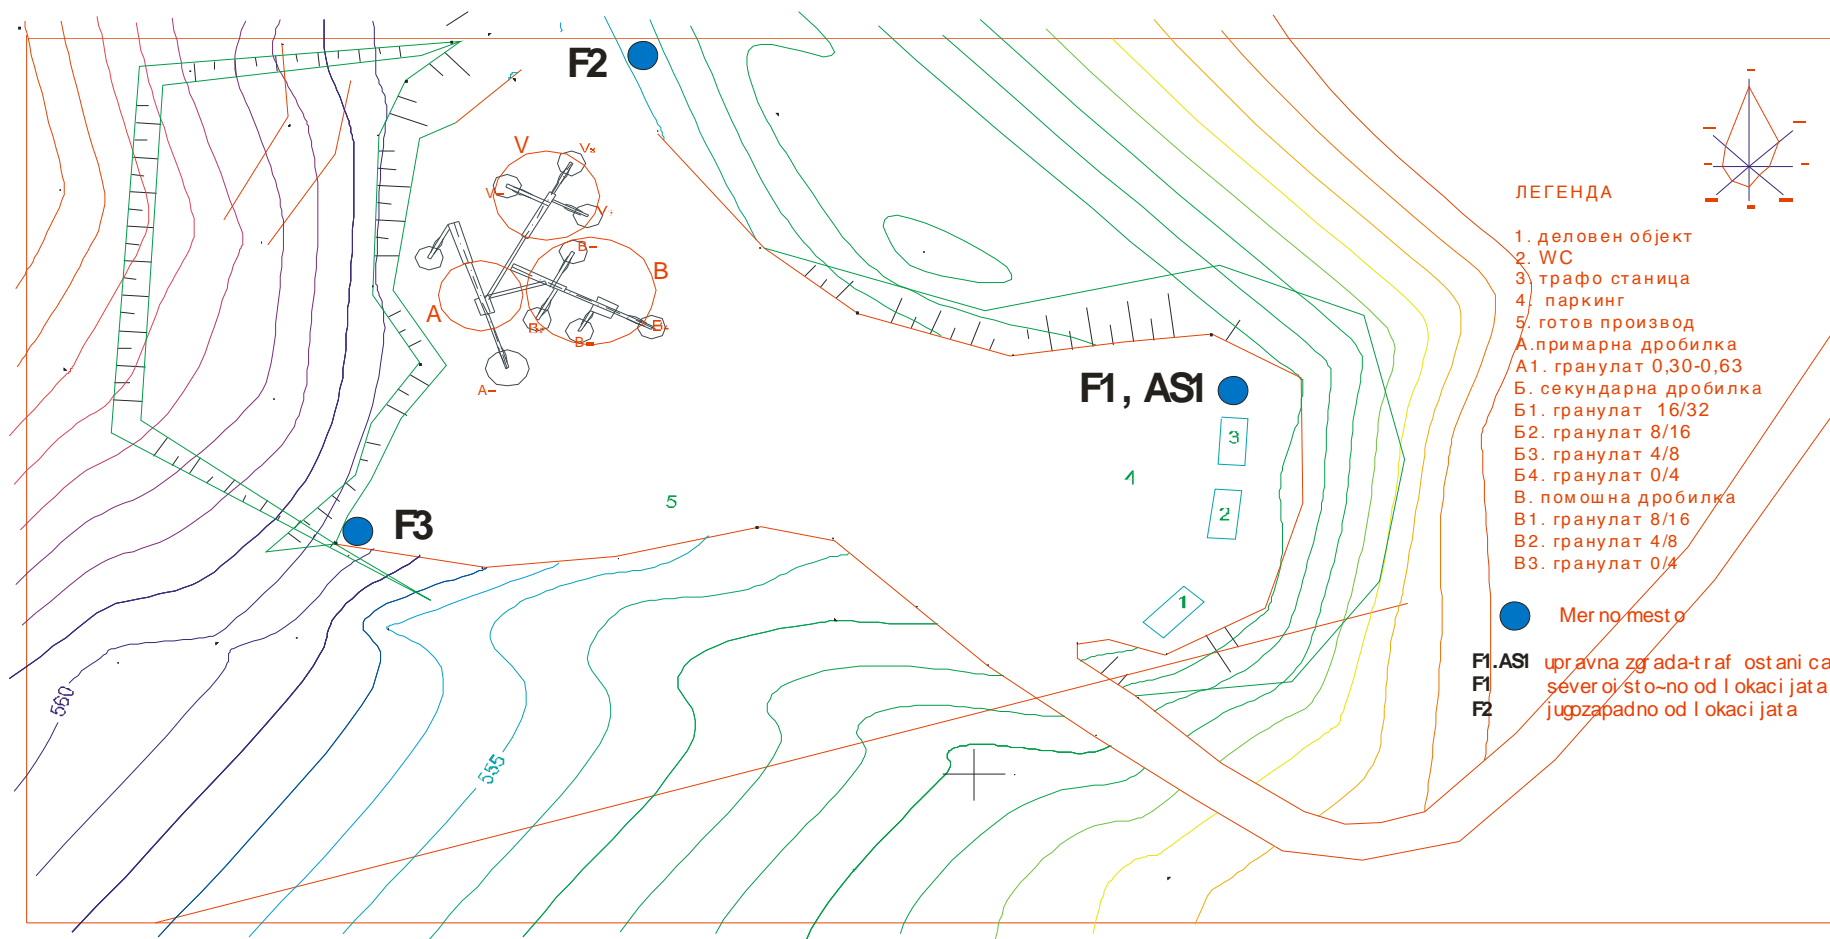 F2
V
V
V
V
B
B
B
B
B
A
A
F1, AS1
3
4
2
5
F3
1
560
555
ЛЕГЕНДА
1. деловен објект
2. WC
3. трафо станица
4. паркинг
5. готов производ
А.примарна дробилка
А1. гранулат 0,30-0,63
Б. секундарна дробилка
Б1. гранулат 16/32
Б2. гранулат 8/16
Б3. гранулат 4/8
Б4. гранулат 0/4
В. помошна дробилка
В1. гранулат 8/16
В2. гранулат 4/8
В3. гранулат 0/4
Merno mesto
F1.AS1 upravna zgrada-traf ostanica
F1 severoisto~no od lokacijata
F2 jugozapadno od lokacijata